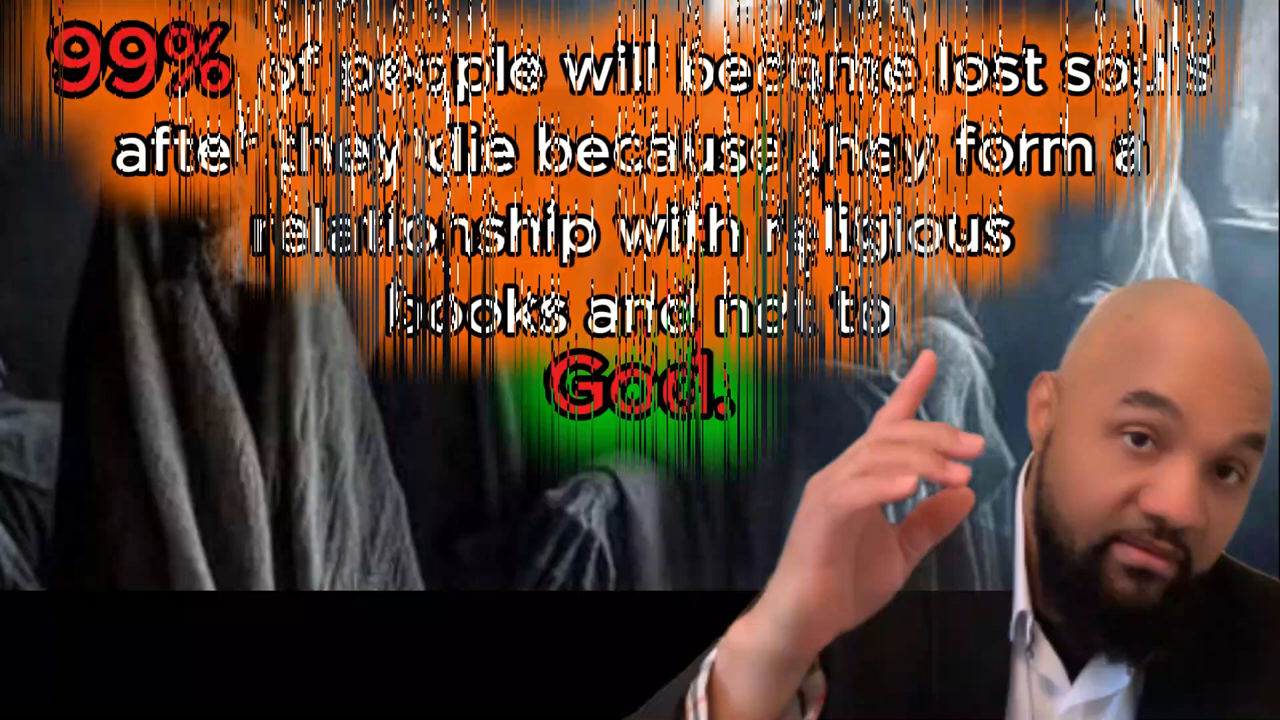 99% of people will become lost souls
after they die because they form a
relationship with religious
books and not to
God.